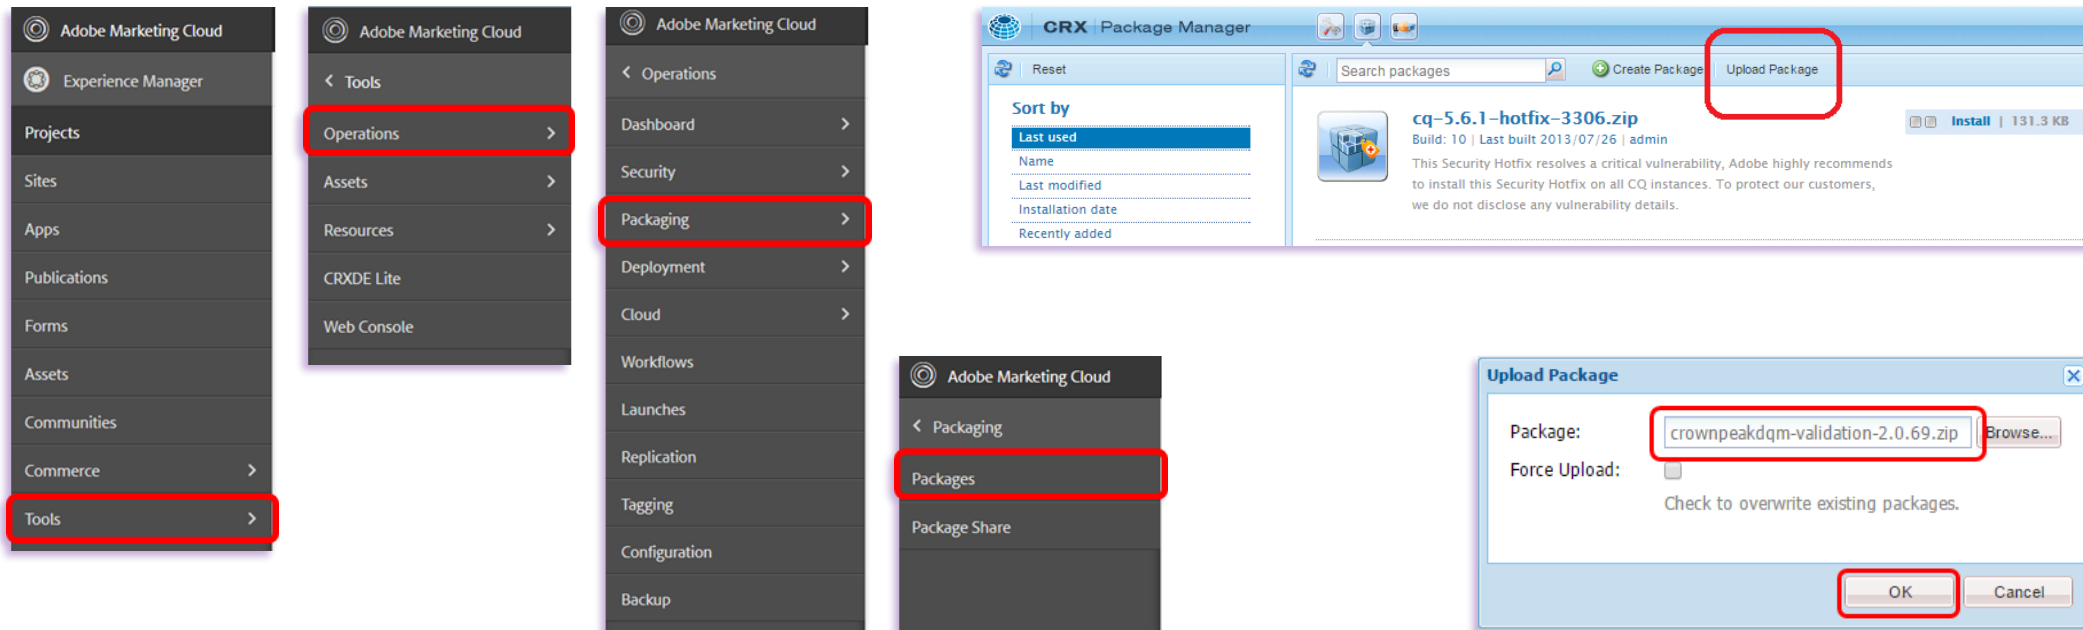 Adobe Marketing Cloud
Experience Manager
Projects
Sites
Apps
Publications
Forms
Assets
Communities
Commerce
Tools
Adobe Marketing Cloud
Tools
Operations
Assets
Resources
CRXDE Lite
Web Console
Adobe Marketing Cloud
Operations
Dashboard
Security
Packaging
Deployment
Cloud
Workflows
Launches
Replication
Tagging
Configuration
Backup
Adobe Marketing Cloud
Packaging
Packages
Package Share
CRX | Package Manager
Reset
Search packages
Create Package
Upload Package
Sort by
Last used
Name
Last modified
Installation date
Recently added
cq-5.6.1-hotfix-3306.zip
Build: 10 | Last built 2013/07/26 | admin
This Security Hotfix resolves a critical vulnerability, Adobe highly recommends
to install this Security Hotfix on all CQ instances. To protect our customers,
we do not disclose any vulnerability details.
Install | 131.3 KB
Upload Package
Package: crownpeakdqm-validation-2.0.69.zip Browse...
Force Upload:
Check to overwrite existing packages.
OK Cancel